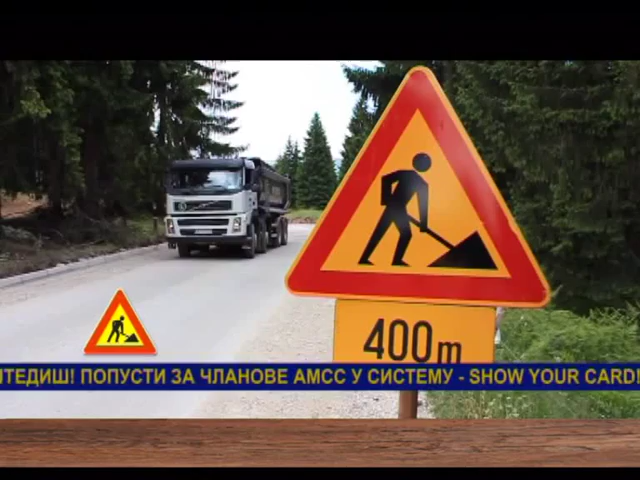 400m
ТЕДИШ! ПОПУСТИ ЗА ЧЛАНОВЕ АМСС У СИСТЕМУ - SHOW YOUR CARD!